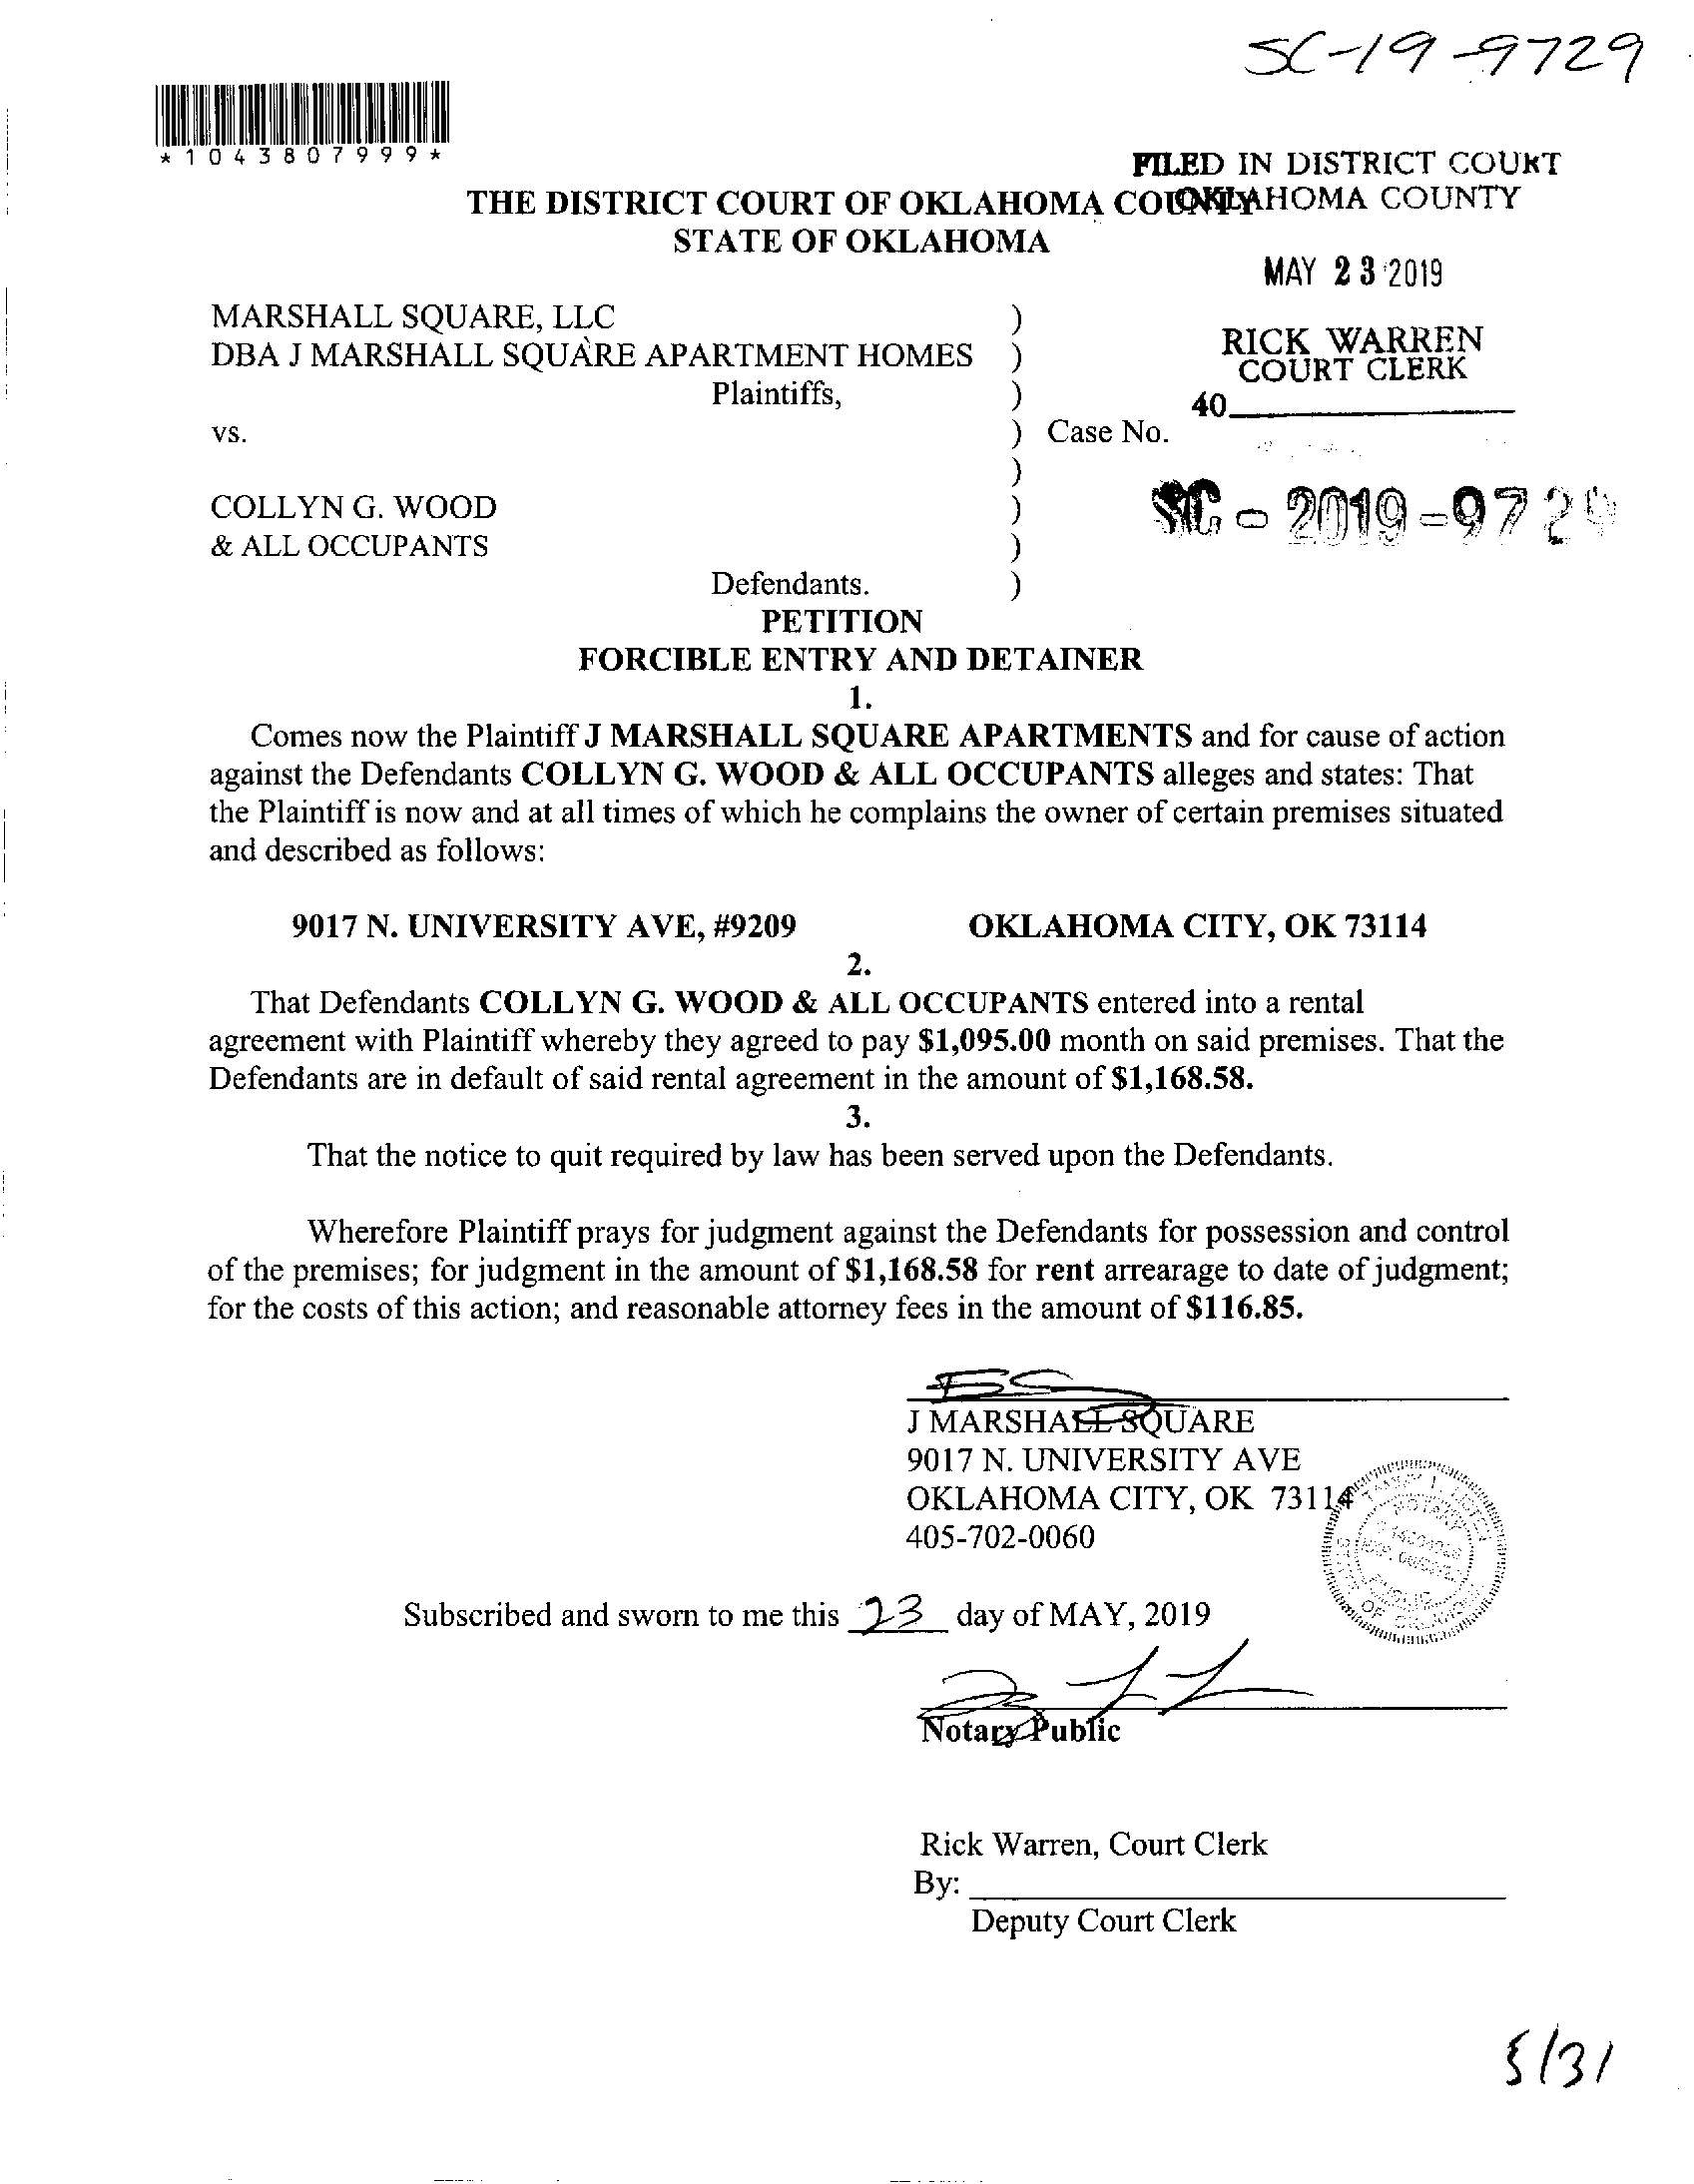 SC-19-9729
*1043807999*
FILED IN DISTRICT COURT
OKLAHOMA COUNTY
THE DISTRICT COURT OF OKLAHOMA COUNTY
STATE OF OKLAHOMA
MAY 23 2019
MARSHALL SQUARE, LLC )
DBA J MARSHALL SQUARE APARTMENT HOMES )
RICK WARREN
COURT CLERK
Plaintiffs, )
40
vs. ) Case No.
)
COLLYN G. WOOD )
SC - 2019 - 9729
& ALL OCCUPANTS )
Defendants. )
PETITION
FORCIBLE ENTRY AND DETAINER
1.
Comes now the Plaintiff J MARSHALL SQUARE APARTMENTS and for cause of action
against the Defendants COLLYN G. WOOD & ALL OCCUPANTS alleges and states: That
the Plaintiff is now and at all times of which he complains the owner of certain premises situated
and described as follows:
9017 N. UNIVERSITY AVE, #9209 OKLAHOMA CITY, OK 73114
2.
That Defendants COLLYN G. WOOD & ALL OCCUPANTS entered into a rental
agreement with Plaintiff whereby they agreed to pay $1,095.00 month on said premises. That the
Defendants are in default of said rental agreement in the amount of $1,168.58.
3.
That the notice to quit required by law has been served upon the Defendants.
Wherefore Plaintiff prays for judgment against the Defendants for possession and control
of the premises; for judgment in the amount of $1,168.58 for rent arrearage to date of judgment;
for the costs of this action; and reasonable attorney fees in the amount of $116.85.
J MARSHALL SQUARE
9017 N. UNIVERSITY AVE
OKLAHOMA CITY, OK 73114
405-702-0060
NOTARY
PUBLIC
Subscribed and sworn to me this 23 day of MAY, 2019
Notary Public
Rick Warren, Court Clerk
By:
Deputy Court Clerk
5/31